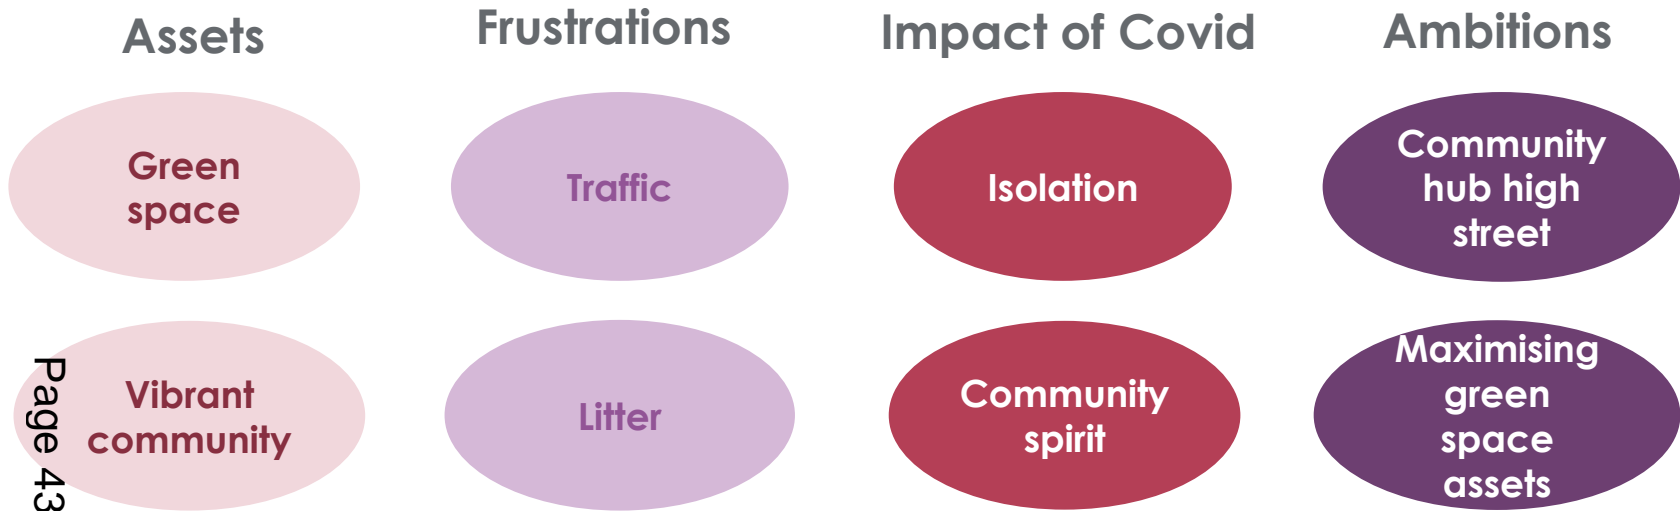 Assets
Frustrations
Impact of Covid
Ambitions
Green
space
Traffic
Isolation
Community
hub high
street
Vibrant
community
Litter
Community
spirit
Maximising
green
space
assets
Page 43